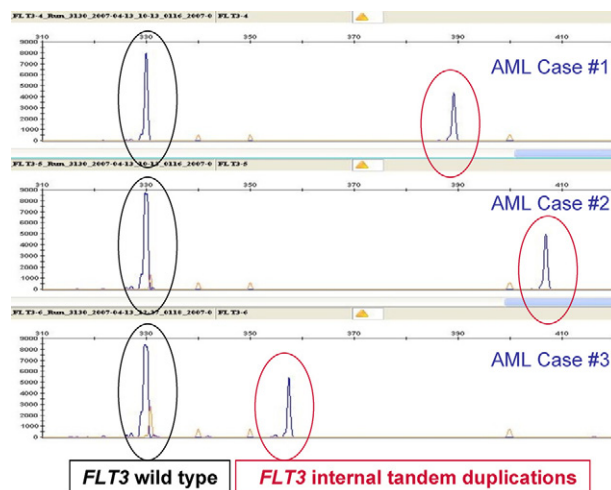 FLT3-4_Run_3130_2007-04-13_10-13_0116_2007-0 FLT3-4
310 330 350 370 390 410
9000
8000
7000
6000
5000
4000
3000
2000
1000
0
AML Case #1
FLT3-5_Run_3130_2007-04-13_10-13_0116_2007-0 FLT3-5
310 330 350 370 390 410
9000
8000
7000
6000
5000
4000
3000
2000
1000
0
AML Case #2
FLT3-6_Run_3130_2007-04-13_12-37_0118_2007-0 FLT3-6
310 330 350 370 390 410
9000
8000
7000
6000
5000
4000
3000
2000
1000
0
AML Case #3
FLT3 wild type
FLT3 internal tandem duplications